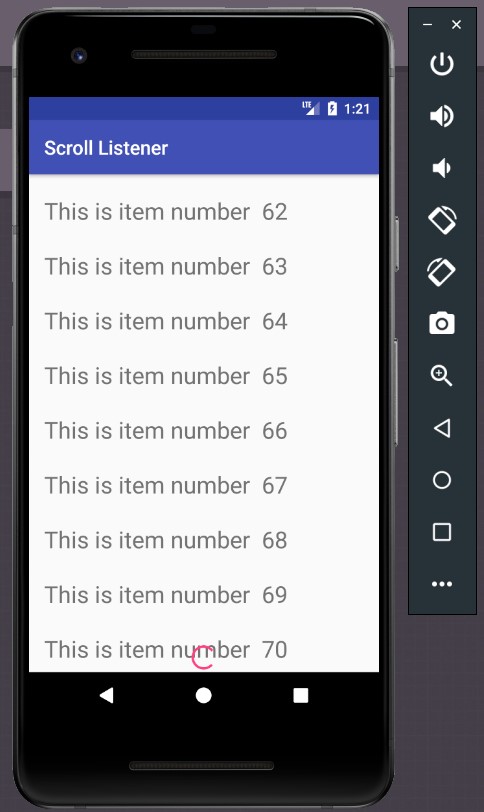 LTE 1:21
Scroll Listener
This is item number 62
This is item number 63
This is item number 64
This is item number 65
This is item number 66
This is item number 67
This is item number 68
This is item number 69
This is item number 70